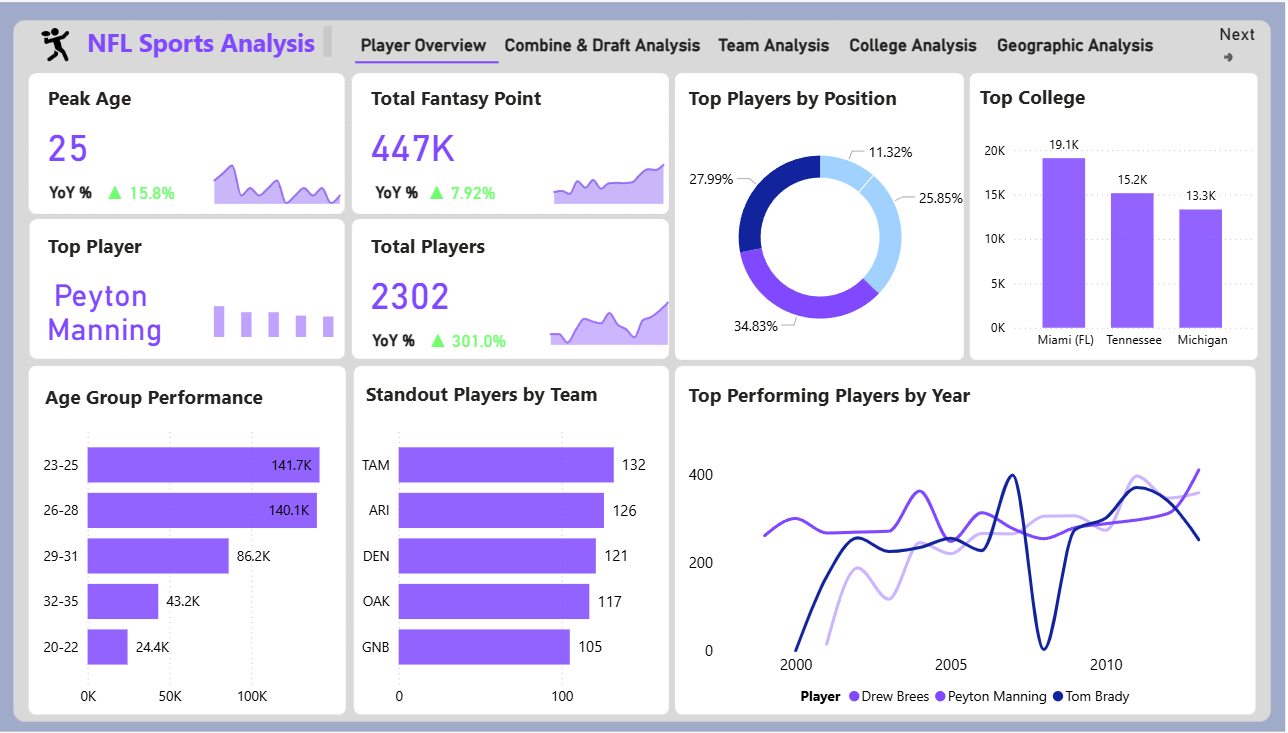 NFL Sports Analysis
Player Overview
Combine & Draft Analysis
Team Analysis
College Analysis
Geographic Analysis
Next
Peak Age
25
YoY % ▲ 15.8%
Total Fantasy Point
447K
YoY % ▲ 7.92%
Top Player
Peyton
Manning
Total Players
2302
YoY % ▲ 301.0%
Top Players by Position
11.32%
27.99%
25.85%
34.83%
Top College
20K
15K
10K
5K
0K
19.1K
15.2K
13.3K
Miami (FL)
Tennessee
Michigan
Age Group Performance
23-25 141.7K
26-28 140.1K
29-31 86.2K
32-35 43.2K
20-22 24.4K
0K 50K 100K
Standout Players by Team
TAM 132
ARI 126
DEN 121
OAK 117
GNB 105
0 100
Top Performing Players by Year
400
200
0
2000 2005 2010
Player Drew Brees Peyton Manning Tom Brady